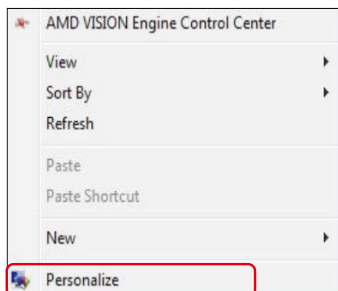 AMD VISION Engine Control Center
View
Sort By
Refresh
Paste
Paste Shortcut
New
Personalize